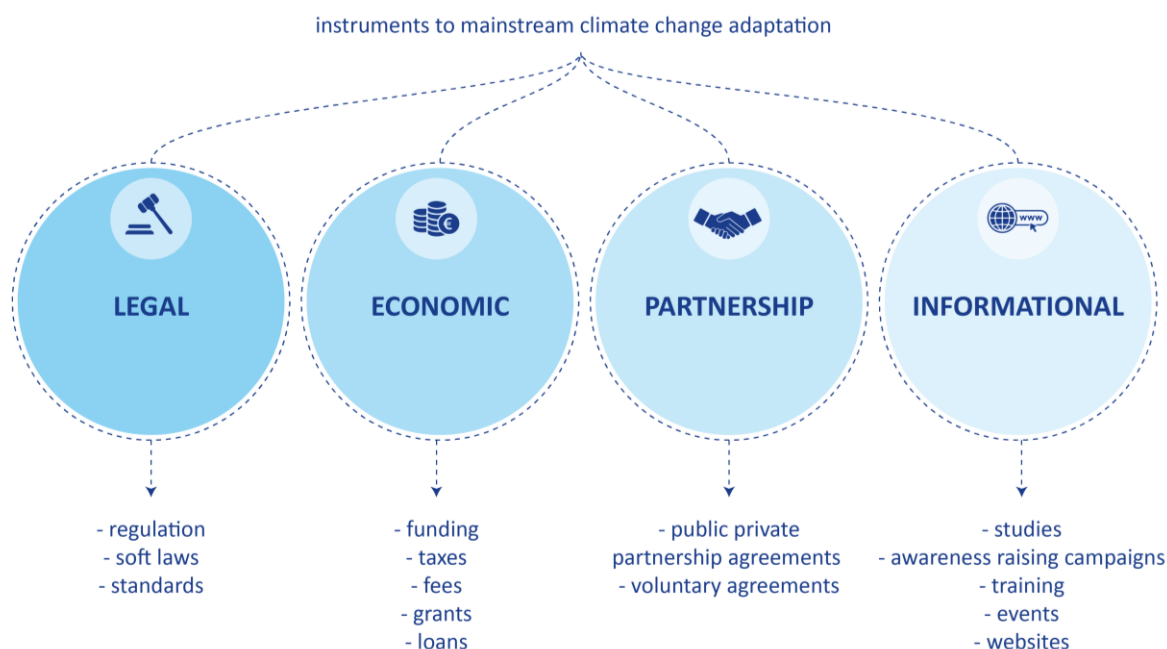 instruments to mainstream climate change adaptation
LEGAL
- regulation
- soft laws
- standards
€
ECONOMIC
- funding
- taxes
- fees
- grants
- loans
PARTNERSHIP
- public private
partnership agreements
- voluntary agreements
www
INFORMATIONAL
- studies
- awareness raising campaigns
- training
- events
- websites